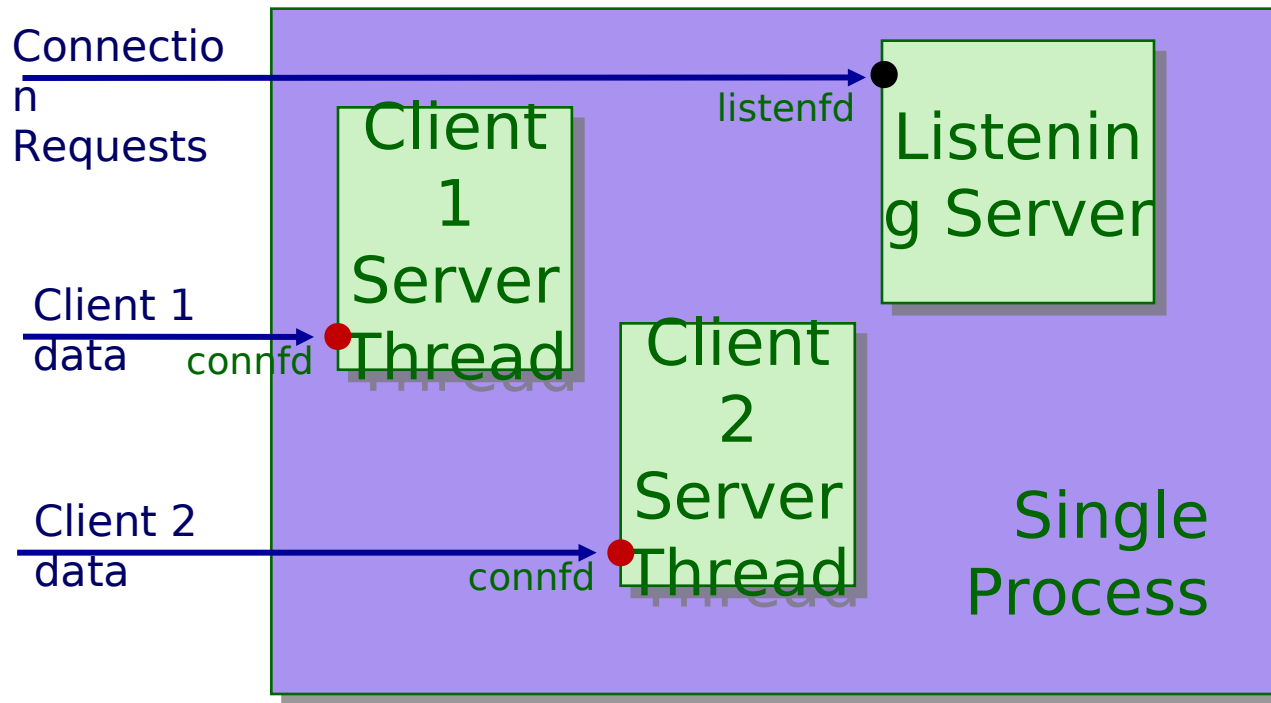 Connectio
n
Requests
listenfd
Listenin
g Server
Client
1
Server
Thread
Client 1
data
connfd
Client
2
Server
Thread
Client 2
data
connfd
Single
Process